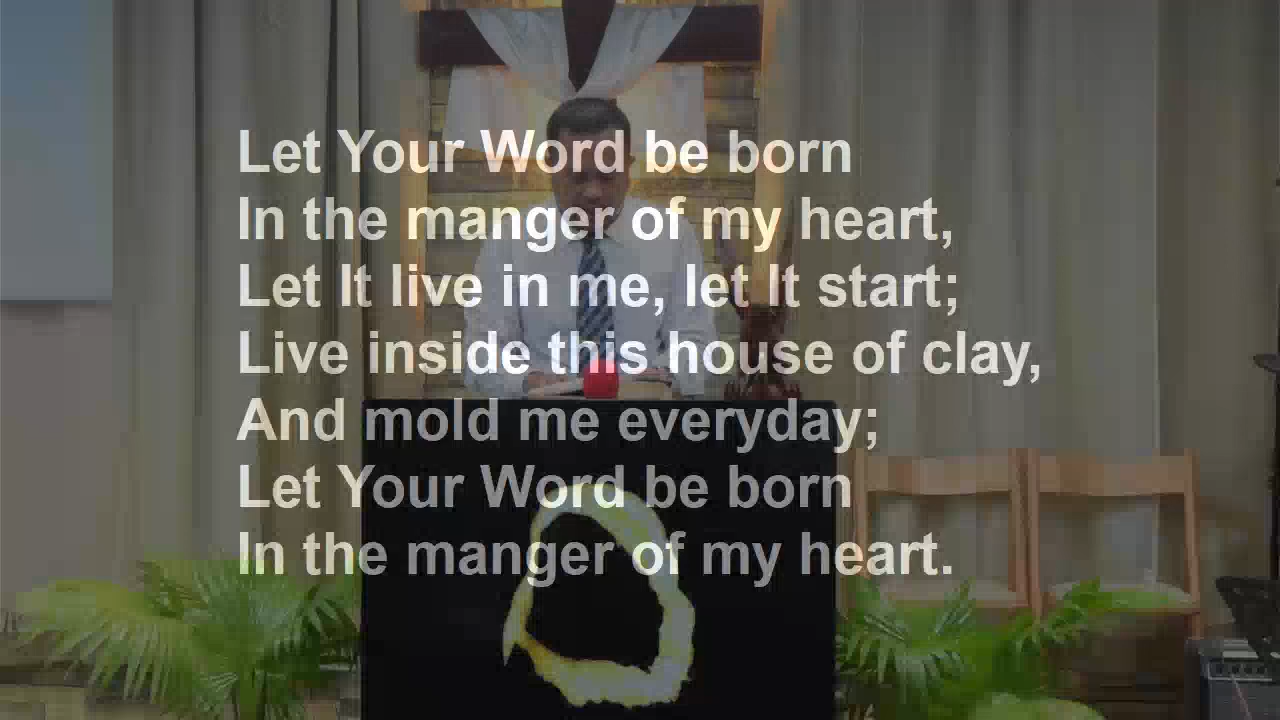 Let Your Word be born
In the manger of my heart,
Let It live in me, let It start;
Live inside this house of clay,
And mold me everyday;
Let Your Word be born
In the manger of my heart.